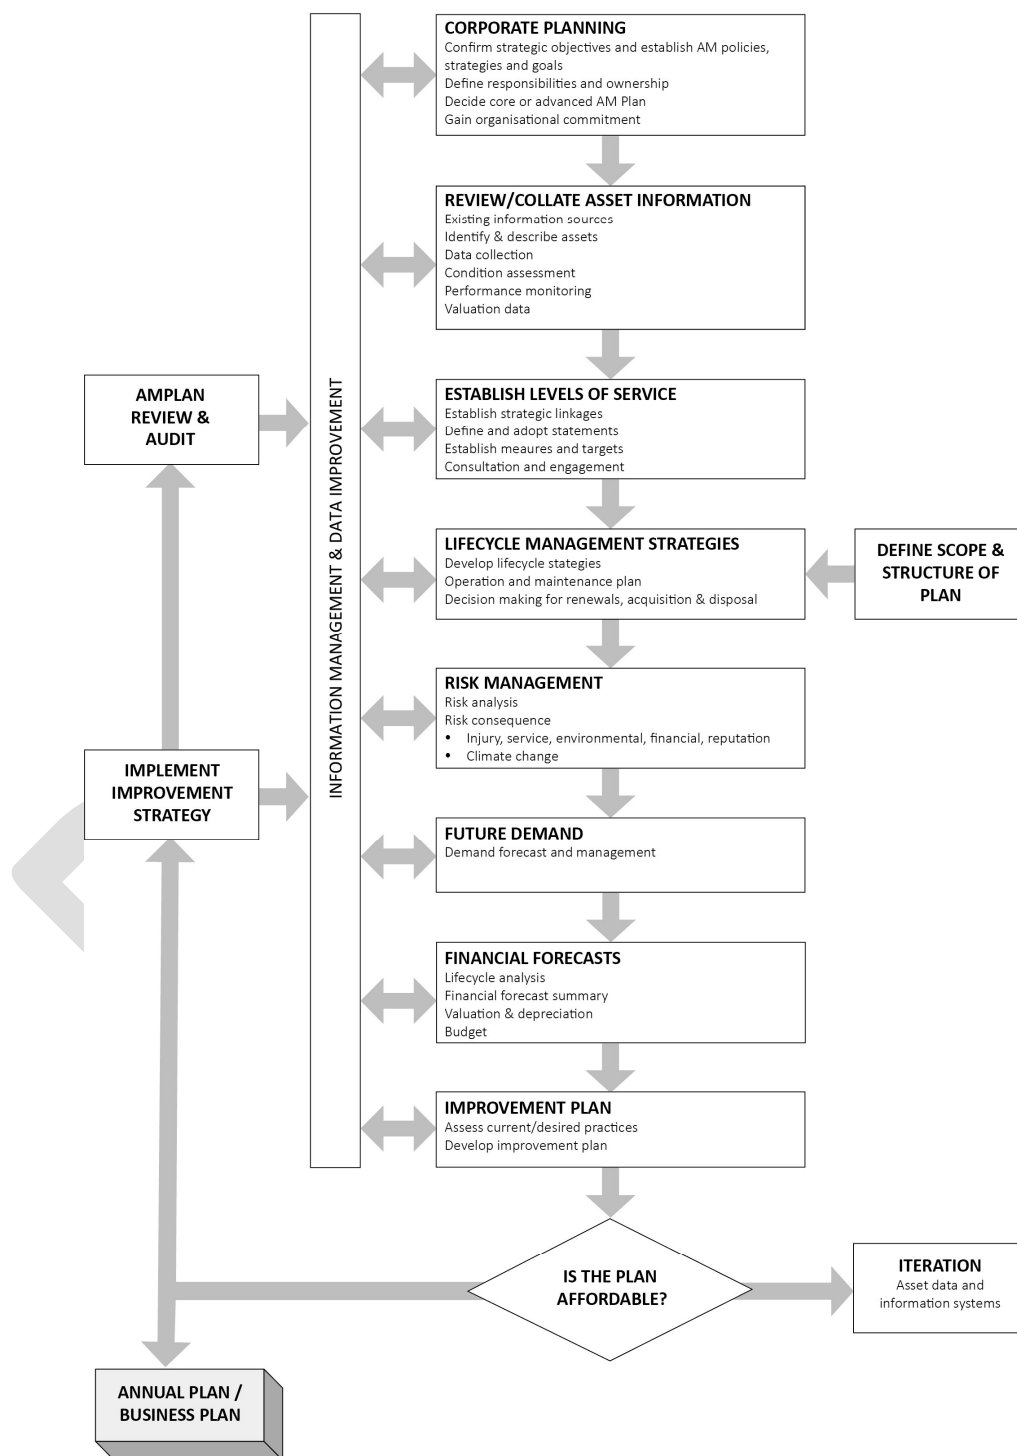 CORPORATE PLANNING
Confirm strategic objectives and establish AM policies,
strategies and goals
Define responsibilities and ownership
Decide core or advanced AM Plan
Gain organisational commitment
REVIEW/COLLATE ASSET INFORMATION
Existing information sources
Identify & describe assets
Data collection
Condition assessment
Performance monitoring
Valuation data
INFORMATION MANAGEMENT & DATA IMPROVEMENT
AMPLAN
REVIEW &
AUDIT
ESTABLISH LEVELS OF SERVICE
Establish strategic linkages
Define and adopt statements
Establish meaures and targets
Consultation and engagement
LIFECYCLE MANAGEMENT STRATEGIES
Develop lifecycle stategies
Operation and maintenance plan
Decision making for renewals, acquisition & disposal
DEFINE SCOPE &
STRUCTURE OF
PLAN
RISK MANAGEMENT
Risk analysis
Risk consequence
• Injury, service, environmental, financial, reputation
• Climate change
IMPLEMENT
IMPROVEMENT
STRATEGY
FUTURE DEMAND
Demand forecast and management
FINANCIAL FORECASTS
Lifecycle analysis
Financial forecast summary
Valuation & depreciation
Budget
IMPROVEMENT PLAN
Assess current/desired practices
Develop improvement plan
IS THE PLAN
AFFORDABLE?
ITERATION
Asset data and
information systems
ANNUAL PLAN /
BUSINESS PLAN